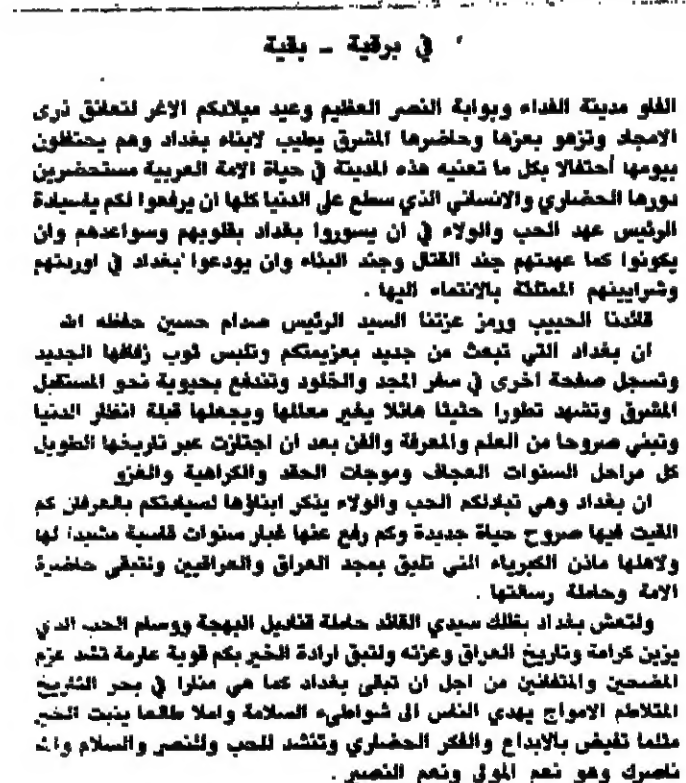 في برقية ـ بقية
الفاو مدينة الفداء وبوابة النصر العظيم وعيد ميلادكم الاغر لتعانق ذرى
الامجاد وتزهو بعزها وحاضرها المشرق يطيب لابناء بغداد وهم يحتفلون
بيومها أحتفالا بكل ما تعنيه هذه المدينة في حياة الامة العربية مستحضرين
دورها الحضاري والانساني الذي سطع على الدنيا كلها ان يرفعوا لكم ياسيادة
الرئيس عهد الحب والولاء في ان يسوروا بغداد بقلوبهم وسواعدهم وان
يكونوا كما عهدتهم جند القتال وجند البناء وان يودعوا بغداد في اوردتهم
وشرايينهم الممتلئة بالانتماء اليها .
قائدنا الحبيب ورمز عزتنا السيد الرئيس صدام حسين حفظه الله
ان بغداد التي تبعث من جديد بعزيمتكم وتلبس ثوب زفافها الجديد
وتسجل صفحة اخرى في سفر المجد والخلود وتندفع بحيوية نحو المستقبل
المشرق وتشهد تطورا حثيثا هائلا يغير معالمها ويجعلها قبلة انظار الدنيا
وتبني صروحا من العلم والمعرفة والفن بعد ان اجتازت عبر تاريخها الطويل
كل مراحل السنوات العجاف وموجات الحقد والكراهية والغزو
ان بغداد وهي تبادلكم الحب والولاء يذكر ابناؤها لسيادتكم بالعرفان كم
القيت فيها صروح حياة جديدة وكم رفع عنها غبار سنوات قاسية مشيدا لها
ولاهلها ماذن الكبرياء التي تليق بمجد العراق والعراقيين ونتبقى حاضرة
الامة وحاملة رسالتها .
ولتعش بغداد بظلك سيدي القائد حاملة قناديل البهجة ووسام الحب الذي
يزين كرامة وتاريخ العراق وعزته ولتبق ارادة الخير بكم قوية عارمة تشد عزم
المضحين والمتفانين من اجل ان تبقى بغداد كما هي منارا في بحر التاريخ
المتلاطم الامواج يهدي الناس الى شواطىء السلامة واملا طالعا ينبت الخير
مثلما تفيض بالابداع والفكر الحضاري وتنشد للحب وللنصر والسلام والله
ناصرك وهو نعم المولى ونعم النصير .